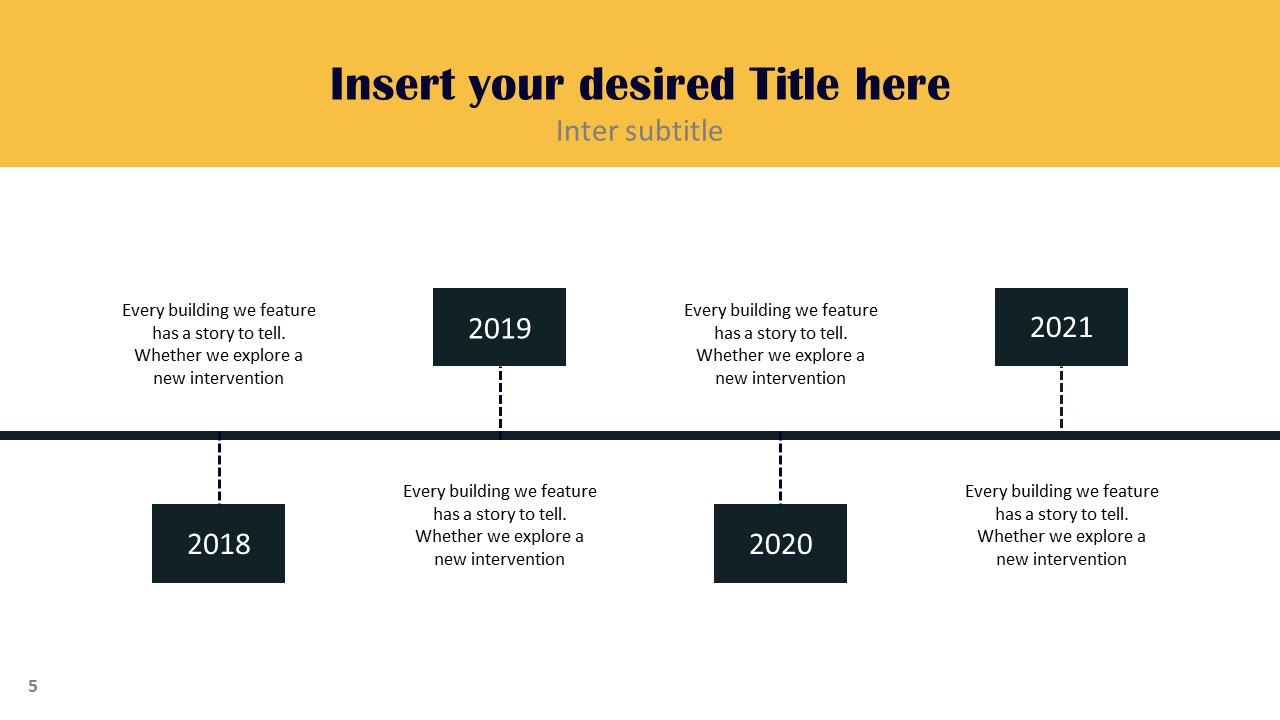 Insert your desired Title here
Inter subtitle
Every building we feature
has a story to tell.
Whether we explore a
new intervention
2019
Every building we feature
has a story to tell.
Whether we explore a
new intervention
2021
2018
Every building we feature
has a story to tell.
Whether we explore a
new intervention
2020
Every building we feature
has a story to tell.
Whether we explore a
new intervention
5